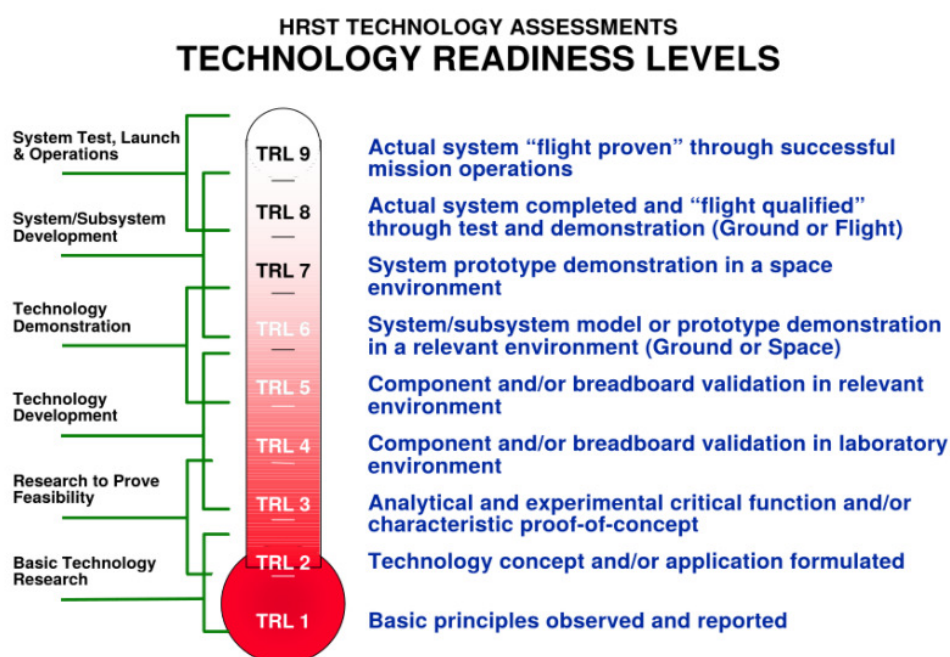 HRST TECHNOLOGY ASSESSMENTS
TECHNOLOGY READINESS LEVELS
System Test, Launch
& Operations
TRL 9
Actual system “flight proven” through successful
mission operations
System/Subsystem
Development
TRL 8
Actual system completed and “flight qualified”
through test and demonstration (Ground or Flight)
TRL 7
System prototype demonstration in a space
environment
Technology
Demonstration
TRL 6
System/subsystem model or prototype demonstration
in a relevant environment (Ground or Space)
TRL 5
Component and/or breadboard validation in relevant
environment
Technology
Development
TRL 4
Component and/or breadboard validation in laboratory
environment
Research to Prove
Feasibility
TRL 3
Analytical and experimental critical function and/or
characteristic proof-of-concept
Basic Technology
Research
TRL 2
Technology concept and/or application formulated
TRL 1
Basic principles observed and reported